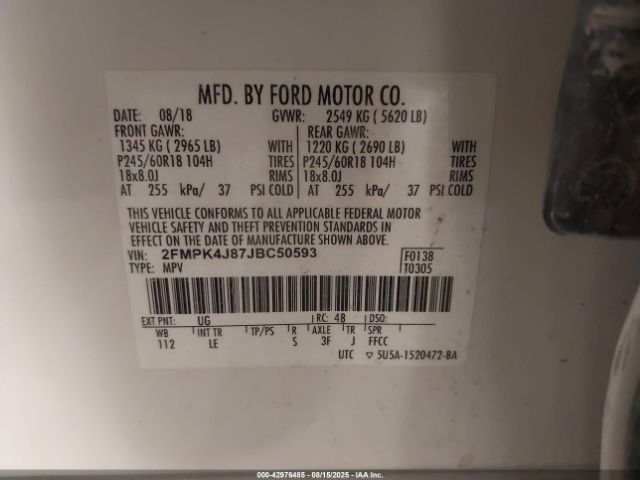 MFD. BY FORD MOTOR CO.
DATE: 08/18 GVWR: 2549 KG ( 5620 LB)
FRONT GAWR: REAR GAWR:
1345 KG ( 2965 LB) WITH 1220 KG ( 2690 LB) WITH
P245/60R18 104H TIRES P245/60R18 104H TIRES
18x8.0J RIMS 18x8.0J RIMS
AT 255 kPa/ 37 PSI COLD AT 255 kPa/ 37 PSI COLD
THIS VEHICLE CONFORMS TO ALL APPLICABLE FEDERAL MOTOR
VEHICLE SAFETY AND THEFT PREVENTION STANDARDS IN
EFFECT ON THE DATE OF MANUFACTURE SHOWN ABOVE.
VIN: 2FMPK4J87JBC50593 F0138
TYPE: MPV T0305
EXT PNT: UG RC: 48 DSO:
WB INT TR TP/PS R AXLE TR SPR
112 LE S 3F J FFCC
UTC ▽ 5U5A-1520472-BA
000-42976485 - 08/15/2025 - IAA Inc.